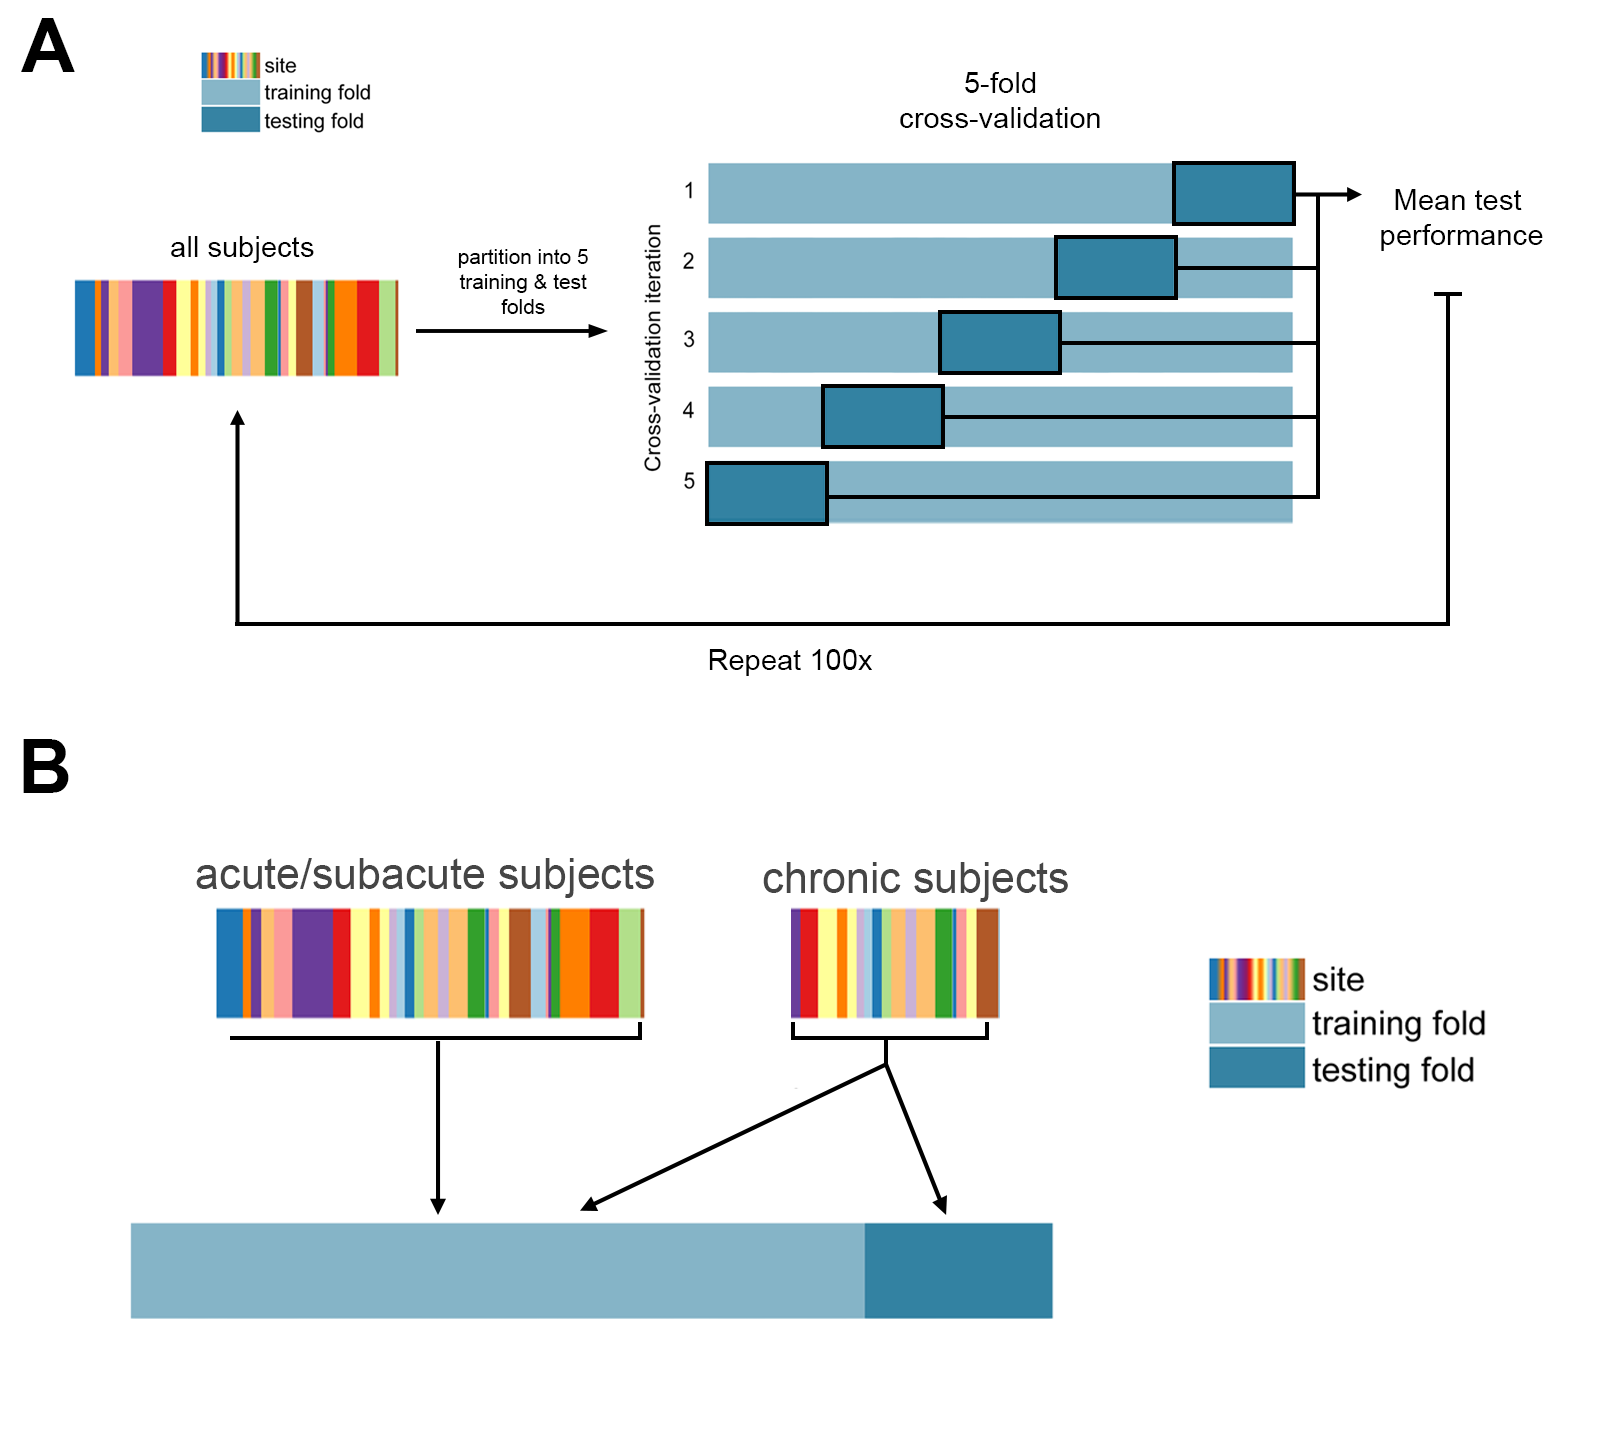 A
site
training fold
testing fold
5-fold
cross-validation
all subjects
partition into 5
training & test
folds
Cross-validation iteration
1
2
3
4
5
Mean test
performance
Repeat 100x
B
acute/subacute subjects
chronic subjects
site
training fold
testing fold